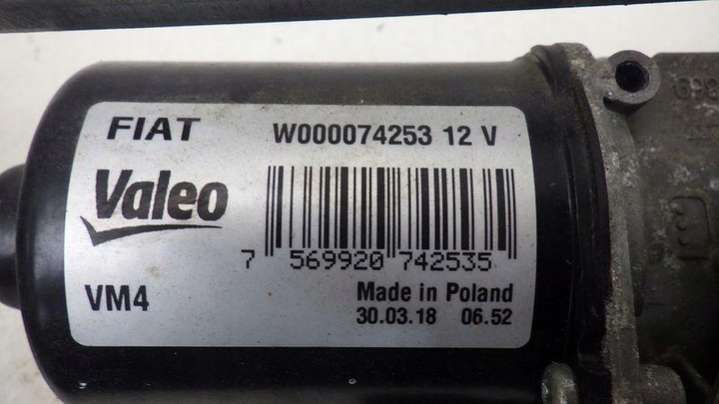 FIAT W000074253 12 V
Valeo
7 569920 742535
VM4 Made in Poland
30.03.18 06.52